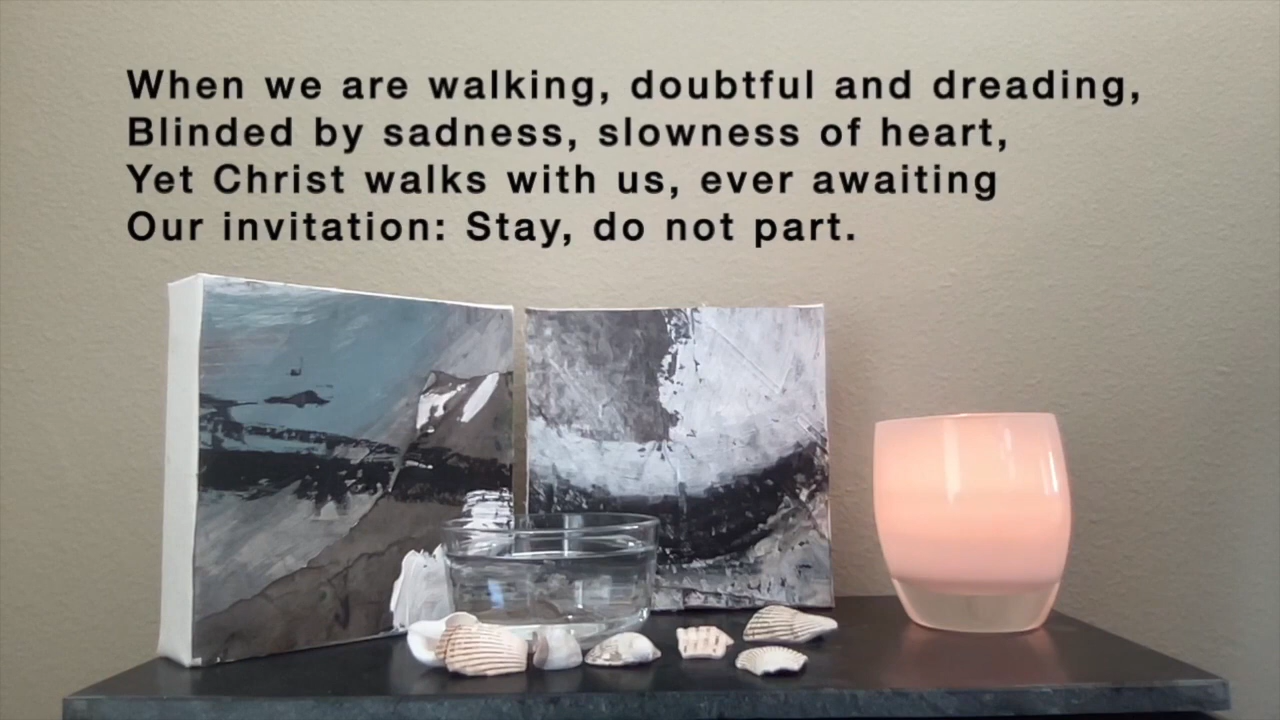 When we are walking, doubtful and dreading,
Blinded by sadness, slowness of heart,
Yet Christ walks with us, ever awaiting
Our invitation: Stay, do not part.